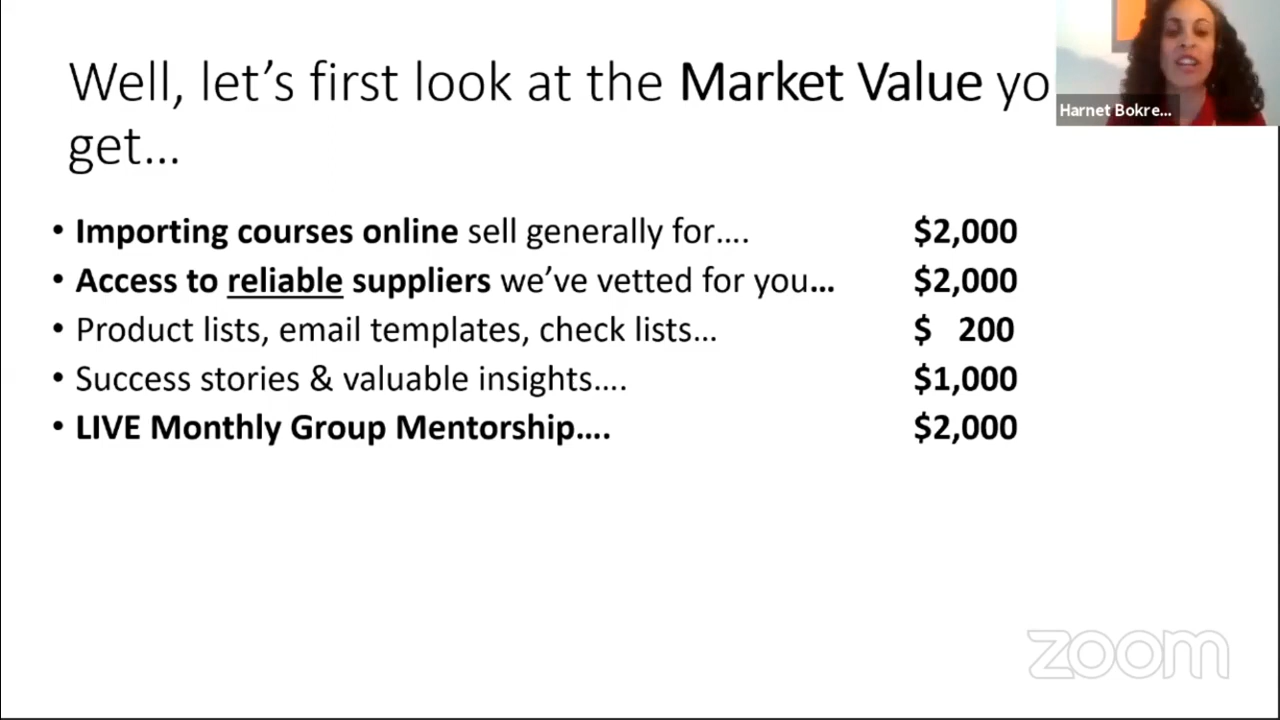 Well, let's first look at the Market Value yo
get…
Harnet Bokre...
• Importing courses online sell generally for…. $2,000
• Access to reliable suppliers we've vetted for you… $2,000
• Product lists, email templates, check lists… $ 200
• Success stories & valuable insights…. $1,000
• LIVE Monthly Group Mentorship…. $2,000
zoom